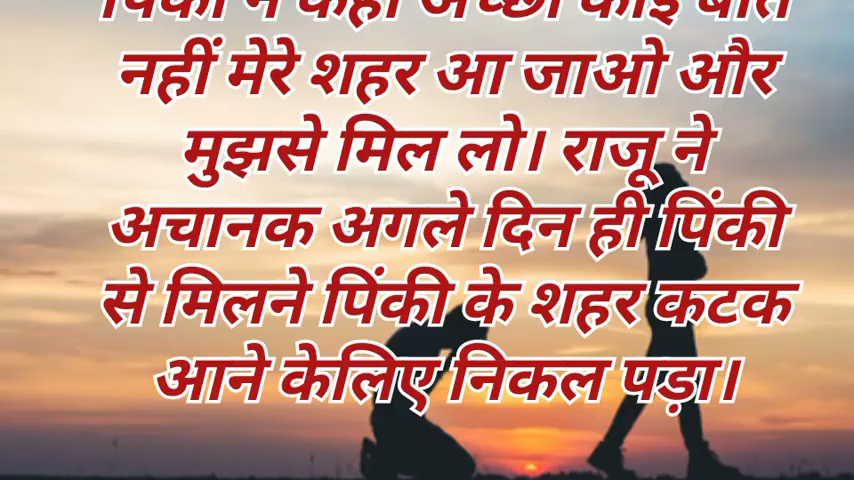 पिंकी ने कहा अच्छा कोई बात
नहीं मेरे शहर आ जाओ और
मुझसे मिल लो। राजू ने
अचानक अगले दिन ही पिंकी
से मिलने पिंकी के शहर कटक
आने केलिए निकल पड़ा।